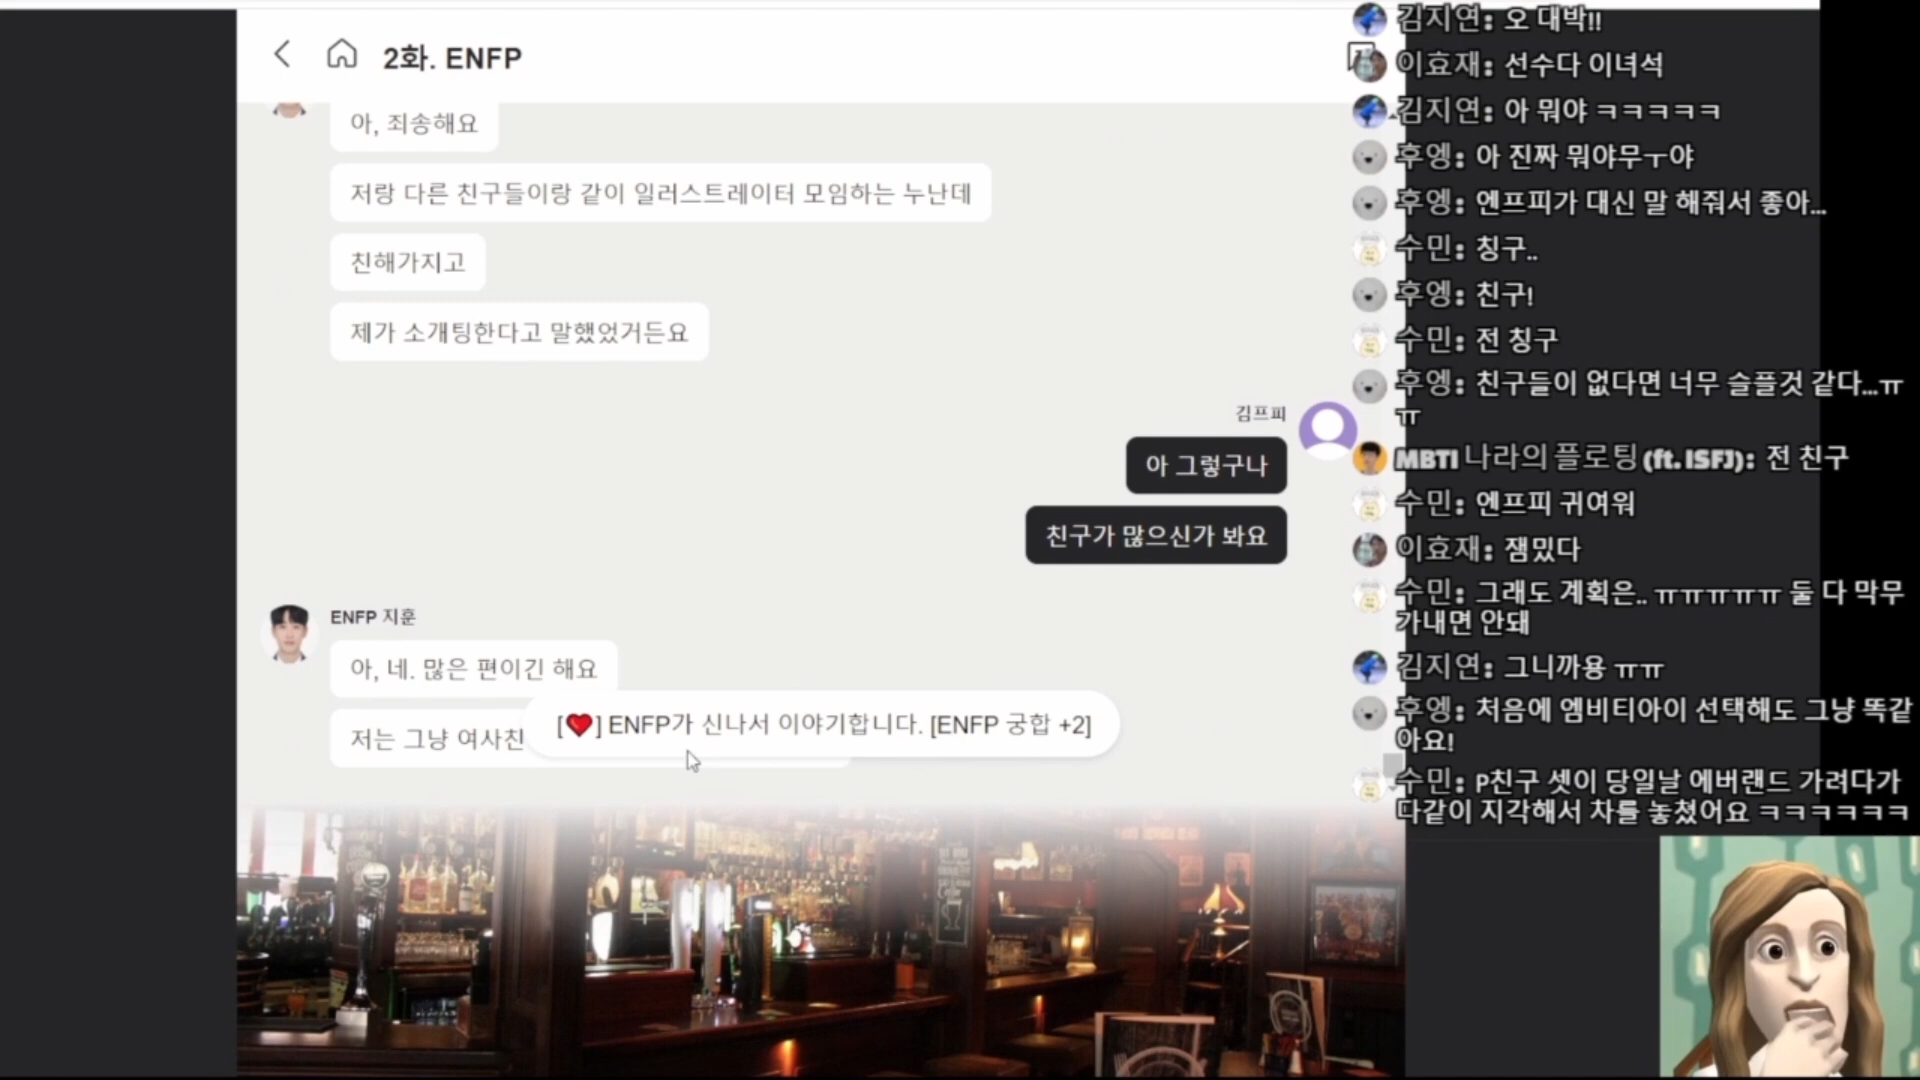 2화. ENFP
아, 죄송해요
저랑 다른 친구들이랑 같이 일러스트레이터 모임하는 누난데
친해가지고
제가 소개팅한다고 말했었거든요
김프피
아 그렇구나
친구가 많으신가 봐요
ENFP 지훈
아, 네. 많은 편이긴 해요
저는 그냥 여사친
[❤️] ENFP가 신나서 이야기합니다. [ENFP 궁합 +2]
김지연: 오 대박!!
이효재: 선수다 이녀석
김지연: 아 뭐야 ㅋㅋㅋㅋㅋ
후엥: 아 진짜 뭐야무ㅜ야
후엥: 엔프피가 대신 말 해줘서 좋아...
수민: 칭구..
후엥: 친구!
수민: 전 칭구
후엥: 친구들이 없다면 너무 슬플것 같다...ㅠ
ㅠ
MBTI 나라의 플로팅 (ft. ISFJ): 전 친구
수민: 엔프피 귀여워
이효재: 잼밌다
수민: 그래도 계획은.. ㅠㅠㅠㅠㅠ 둘 다 막무
가내면 안돼
김지연: 그니까용 ㅠㅠ
후엥: 처음에 엠비티아이 선택해도 그냥 똑같
아요!
수민: P친구 셋이 당일날 에버랜드 가려다가
다같이 지각해서 차를 놓쳤어요 ㅋㅋㅋㅋㅋㅋ